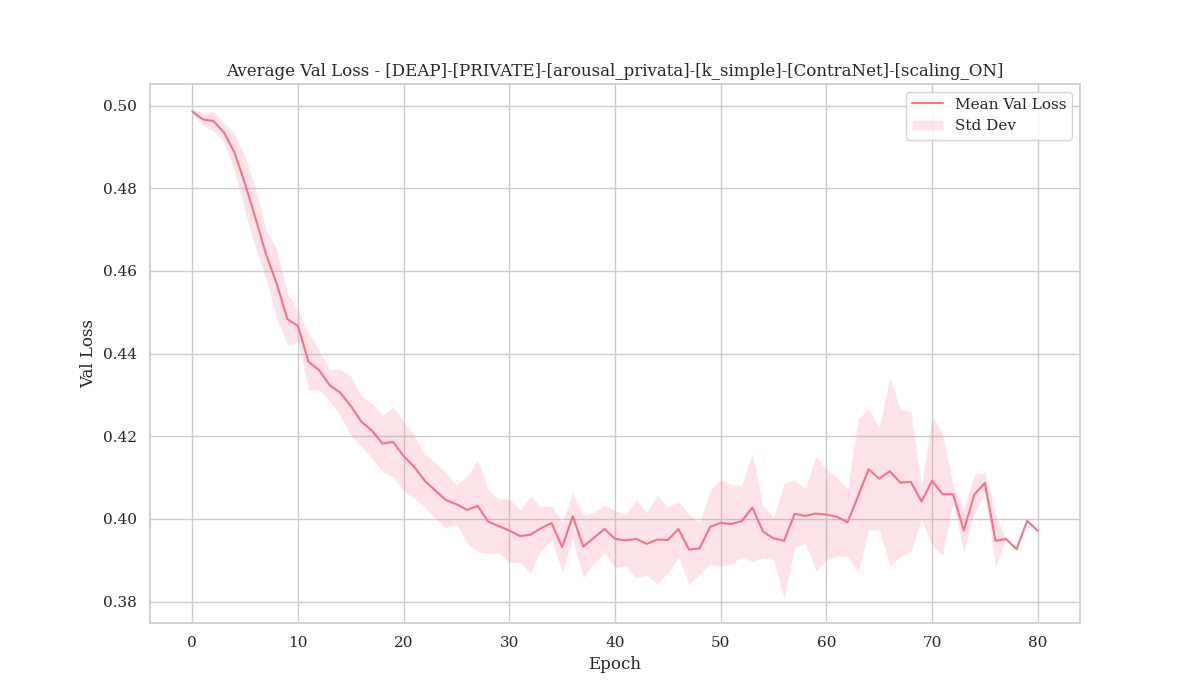 Average Val Loss - [DEAP]-[PRIVATE]-[arousal_privata]-[k_simple]-[ContraNet]-[scaling_ON]
Mean Val Loss
Std Dev
Val Loss
0.50
0.48
0.46
0.44
0.42
0.40
0.38
0 10 20 30 40 50 60 70 80
Epoch